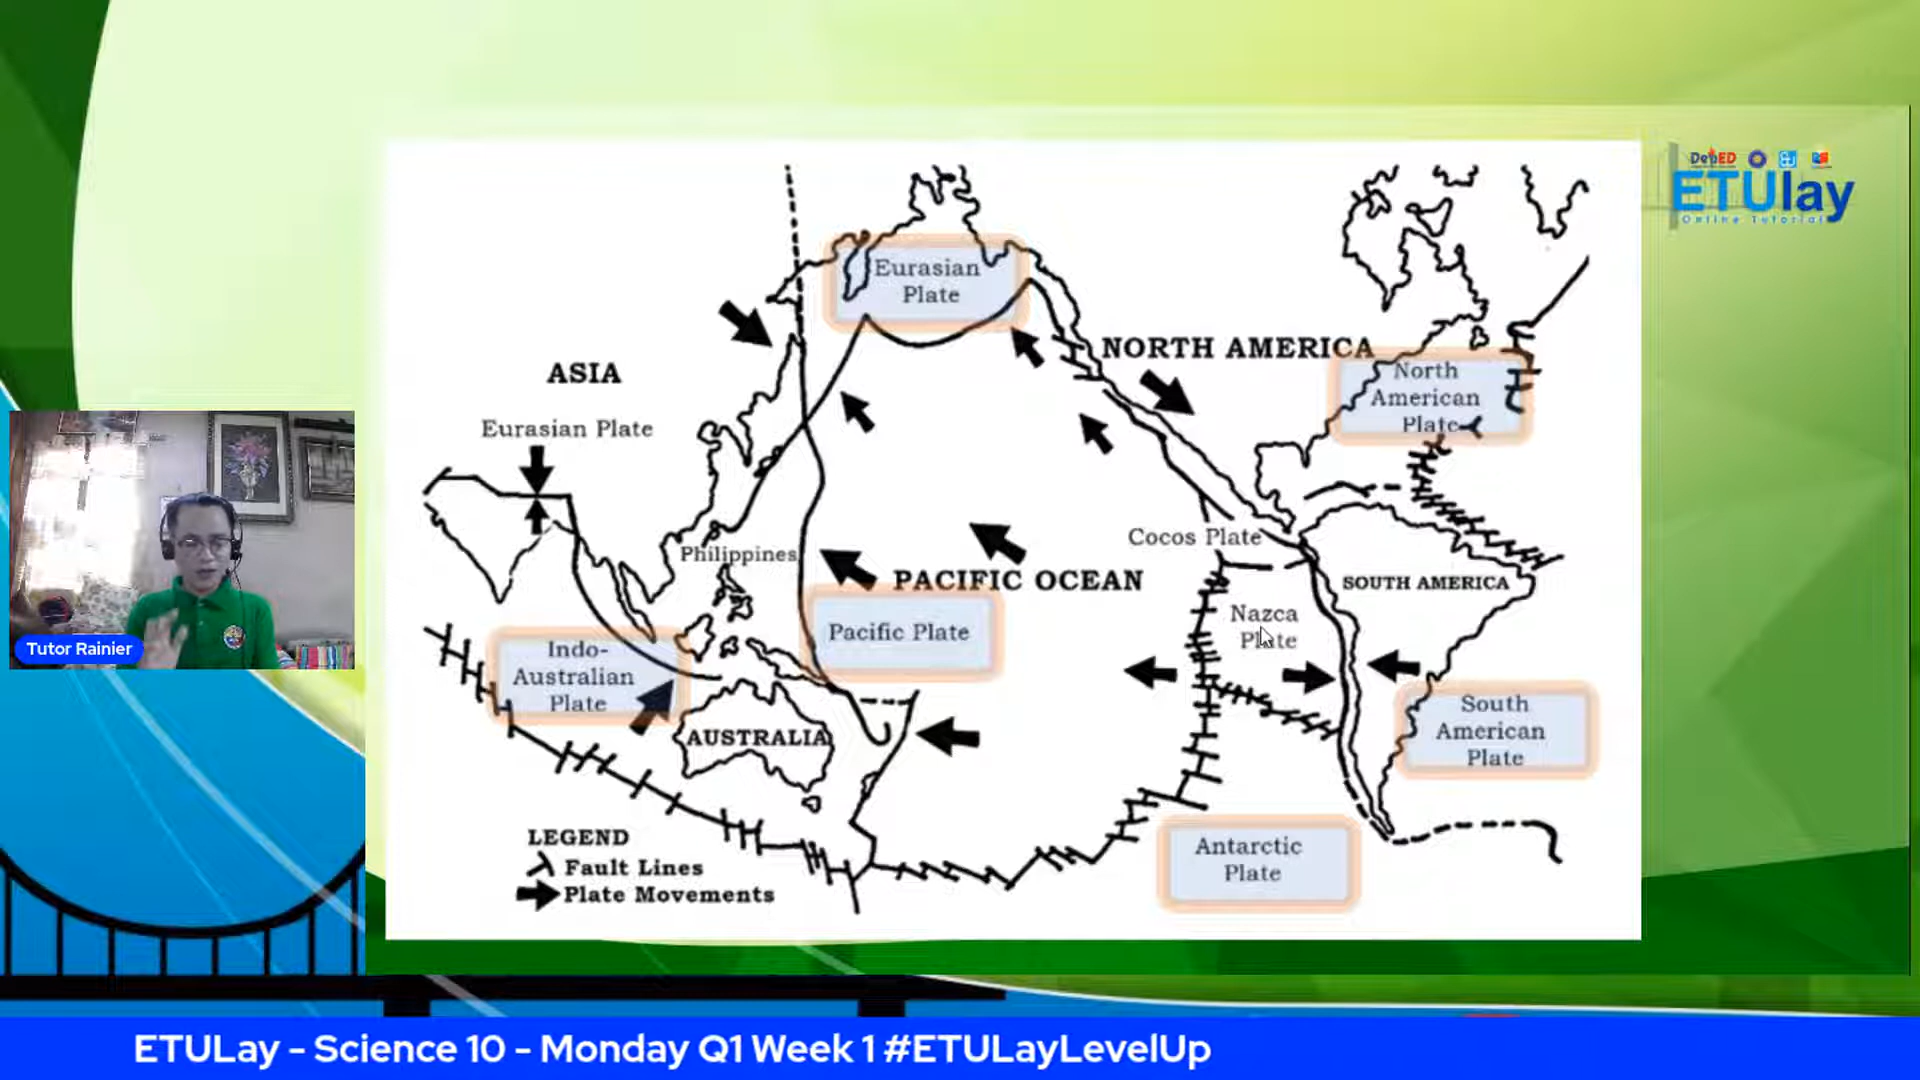 DepED
ETUlay
Online Tutorial
Eurasian
Plate
NORTH AMERICA
ASIA
North
American
Plate
Eurasian Plate
Cocos Plate
Philippines
PACIFIC OCEAN
SOUTH AMERICA
Nazca
Plate
Pacific Plate
Indo-
Australian
Plate
Tutor Rainier
South
American
Plate
AUSTRALIA
LEGEND
Fault Lines
Plate Movements
Antarctic
Plate
ETULay - Science 10 - Monday Q1 Week 1 #ETULayLevelUp